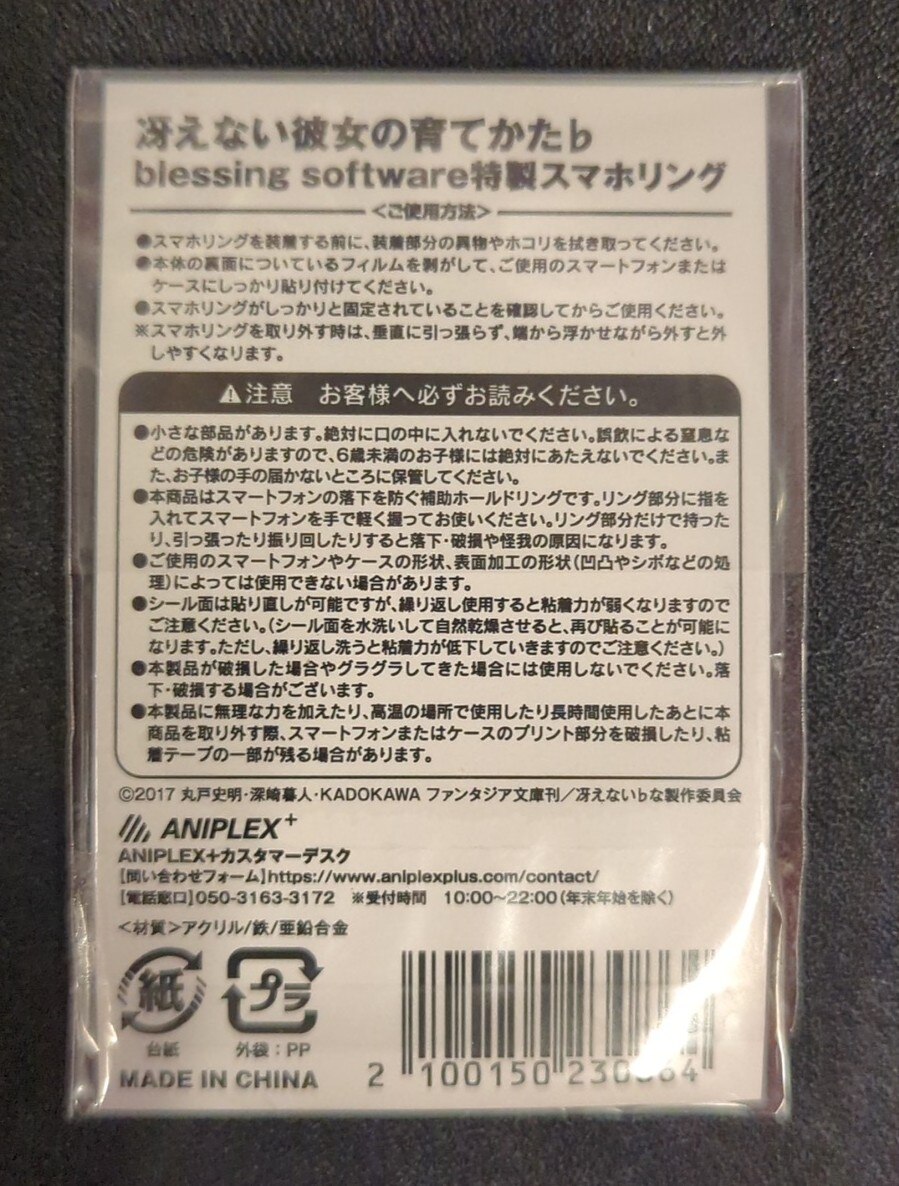 冴えない彼女の育てかた♭
blessing software特製スマホリング
<ご使用方法>
●スマホリングを装着する前に、装着部分の異物やホコリを拭き取ってください。
●本体の裏面についているフィルムを剥がして、ご使用のスマートフォンまたは
ケースにしっかり貼り付けてください。
●スマホリングがしっかりと固定されていることを確認してからご使用ください。
※スマホリングを取り外す時は、垂直に引っ張らず、端から浮かせながら外すと外
しやすくなります。
⚠注意 お客様へ必ずお読みください。
●小さな部品があります。絶対に口の中に入れないでください。誤飲による窒息な
どの危険がありますので、6歳未満のお子様には絶対にあたえないでください。ま
た、お子様の手の届かないところに保管してください。
●本商品はスマートフォンの落下を防ぐ補助ホールドリングです。リング部分に指を
入れてスマートフォンを手で軽く握ってお使いください。リング部分だけで持った
り、引っ張ったり振り回したりすると落下・破損や怪我の原因になります。
●ご使用のスマートフォンやケースの形状、表面加工の形状(凹凸やシボなどの処
理)によっては使用できない場合があります。
●シール面は貼り直しが可能ですが、繰り返し使用すると粘着力が弱くなりますので
ご注意ください。(シール面を水洗いして自然乾燥させると、再び貼ることが可能に
なります。ただし、繰り返し洗うと粘着力が低下していきますのでご注意ください。)
●本製品が破損した場合やグラグラしてきた場合には使用しないでください。落
下・破損する場合がございます。
●本製品に無理な力を加えたり、高温の場所で使用したり長時間使用したあとに本
商品を取り外す際、スマートフォンまたはケースのプリント部分を破損したり、粘
着テープの一部が残る場合があります。
©2017 丸戸史明・深崎暮人・KADOKAWA ファンタジア文庫刊/冴えない♭な製作委員会
ANIPLEX+
ANIPLEX+カスタマーデスク
【問い合わせフォーム】https://www.aniplexplus.com/contact/
【電話窓口】050-3163-3172 ※受付時間 10:00~22:00(年末年始を除く)
<材質>アクリル/鉄/亜鉛合金
紙 プラ
台紙 外袋:PP
MADE IN CHINA
2 100150